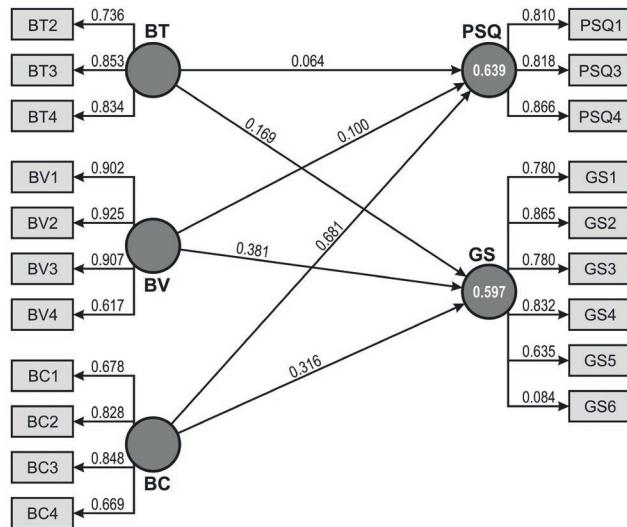 BT2
0.736
BT3
0.853
BT4
0.834
BT
BV1
0.902
BV2
0.925
BV3
0.907
BV4
0.617
BV
BC1
0.678
BC2
0.828
BC3
0.848
BC4
0.669
BC
0.064
0.169
0.100
0.381
0.681
0.316
PSQ
0.639
0.810
PSQ1
0.818
PSQ3
0.866
PSQ4
GS
0.597
0.780
GS1
0.865
GS2
0.780
GS3
0.832
GS4
0.635
GS5
0.084
GS6